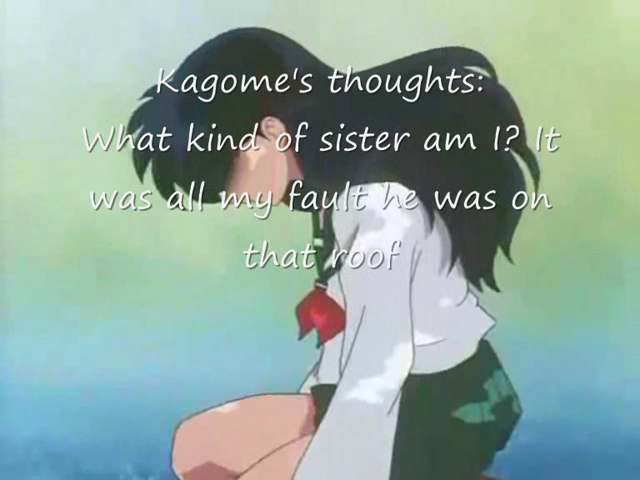 Kagome's thoughts:
What kind of sister am I? It
was all my fault he was on
that roof